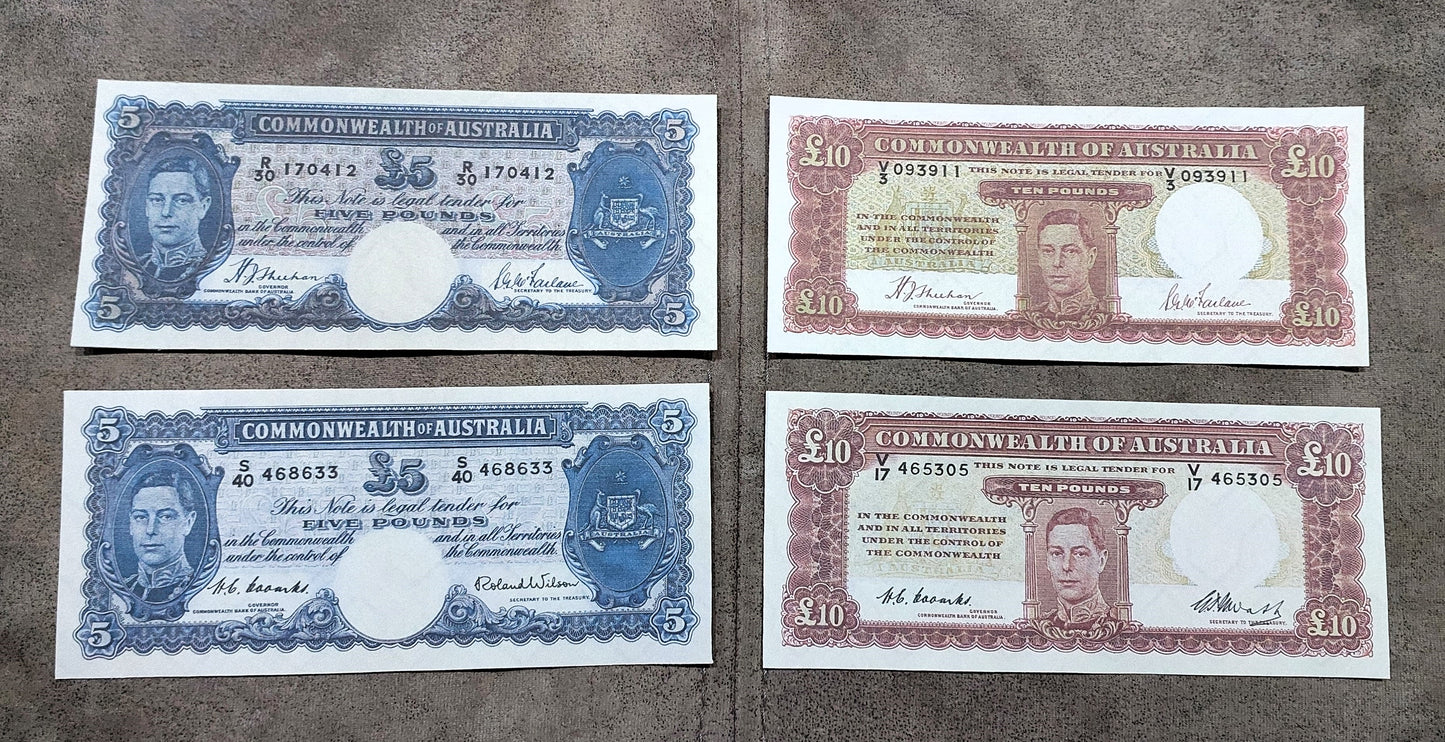 5 COMMONWEALTH OF AUSTRALIA 5
R/30 170412 £5 R/30 170412
This Note is legal tender for
FIVE POUNDS
in the Commonwealth and in all Territories
under the control of the Commonwealth.
H J Sheehan S G McFarlane
GOVERNOR
COMMONWEALTH BANK OF AUSTRALIA.
SECRETARY TO THE TREASURY.
AUSTRALIA
5 5
£10 COMMONWEALTH OF AUSTRALIA £10
V/3 093911 THIS NOTE IS LEGAL TENDER FOR V/3 093911
TEN POUNDS
IN THE COMMONWEALTH
AND IN ALL TERRITORIES
UNDER THE CONTROL OF
THE COMMONWEALTH
AUSTRALIA
H J Sheehan S G McFarlane
GOVERNOR
COMMONWEALTH BANK OF AUSTRALIA.
SECRETARY TO THE TREASURY.
£10 £10
5 COMMONWEALTH OF AUSTRALIA 5
S/40 468633 £5 S/40 468633
This Note is legal tender for
FIVE POUNDS
in the Commonwealth and in all Territories
under the control of the Commonwealth.
H. C. Coombs. Roland Wilson
GOVERNOR
COMMONWEALTH BANK OF AUSTRALIA.
SECRETARY TO THE TREASURY.
AUSTRALIA
5 5
£10 COMMONWEALTH OF AUSTRALIA £10
V/17 465305 THIS NOTE IS LEGAL TENDER FOR V/17 465305
TEN POUNDS
IN THE COMMONWEALTH
AND IN ALL TERRITORIES
UNDER THE CONTROL OF
THE COMMONWEALTH
AUSTRALIA
H. C. Coombs.
GOVERNOR
COMMONWEALTH BANK OF AUSTRALIA.
SECRETARY TO THE TREASURY.
£10 £10